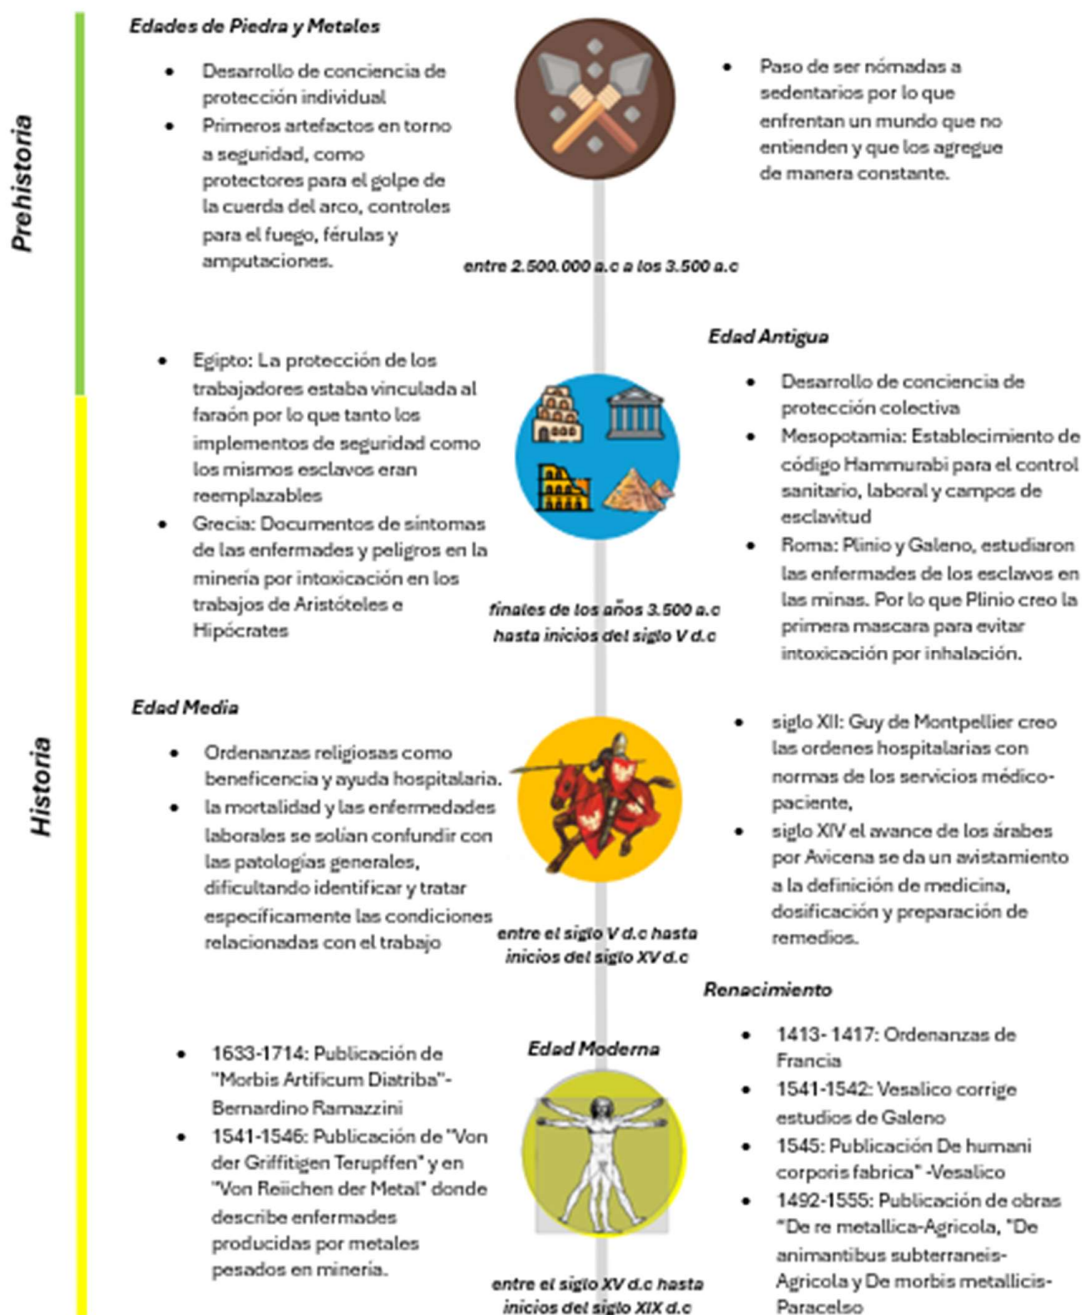 Prehistoria
Edades de Piedra y Metales
• Desarrollo de conciencia de
protección individual
• Primeros artefactos en torno
a seguridad, como
protectores para el golpe de
la cuerda del arco, controles
para el fuego, férulas y
amputaciones.
• Paso de ser nómadas a
sedentarios por lo que
enfrentan un mundo que no
entienden y que los agregue
de manera constante.
entre 2.500.000 a.c a los 3.500 a.c
Historia
Edad Antigua
• Egipto: La protección de los
trabajadores estaba vinculada al
faraón por lo que tanto los
implementos de seguridad como
los mismos esclavos eran
reemplazables
• Grecia: Documentos de síntomas
de las enfermades y peligros en la
minería por intoxicación en los
trabajos de Aristóteles e
Hipócrates
• Desarrollo de conciencia de
protección colectiva
• Mesopotamia: Establecimiento de
código Hammurabi para el control
sanitario, laboral y campos de
esclavitud
• Roma: Plinio y Galeno, estudiaron
las enfermades de los esclavos en
las minas. Por lo que Plinio creo la
primera mascara para evitar
intoxicación por inhalación.
finales de los años 3.500 a.c
hasta inicios del siglo V d.c
Edad Media
• Ordenanzas religiosas como
beneficencia y ayuda hospitalaria.
• la mortalidad y las enfermedades
laborales se solían confundir con
las patologías generales,
dificultando identificar y tratar
específicamente las condiciones
relacionadas con el trabajo
• siglo XII: Guy de Montpellier creo
las ordenes hospitalarias con
normas de los servicios médico-
paciente,
• siglo XIV el avance de los árabes
por Avicena se da un avistamiento
a la definición de medicina,
dosificación y preparación de
remedios.
entre el siglo V d.c hasta
inicios del siglo XV d.c
Renacimiento
Edad Moderna
• 1633-1714: Publicación de
"Morbis Artificum Diatriba"-
Bernardino Ramazzini
• 1541-1546: Publicación de "Von
der Griffitigen Terupffen" y en
"Von Reiichen der Metal" donde
describe enfermades
producidas por metales
pesados en minería.
• 1413- 1417: Ordenanzas de
Francia
• 1541-1542: Vesalico corrige
estudios de Galeno
• 1545: Publicación De humani
corporis fabrica" -Vesalico
• 1492-1555: Publicación de obras
"De re metallica-Agricola, "De
animantibus subterraneis-
Agricola y De morbis metallicis-
Paracelso
entre el siglo XV d.c hasta
inicios del siglo XIX d.c